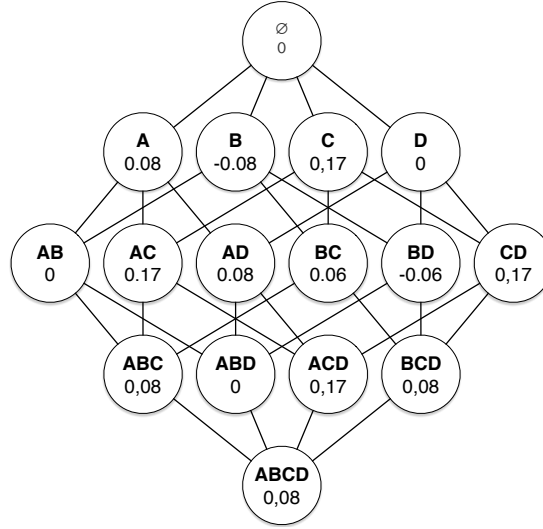 ∅
0
A
0.08
B
-0.08
C
0,17
D
0
AB
0
AC
0.17
AD
0.08
BC
0.06
BD
-0.06
CD
0,17
ABC
0,08
ABD
0
ACD
0,17
BCD
0,08
ABCD
0,08